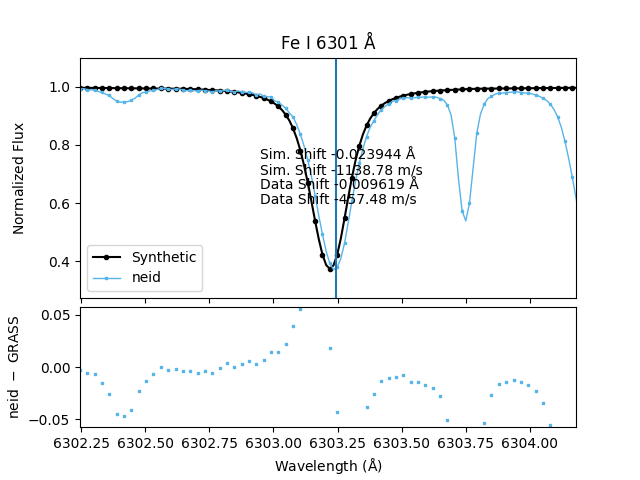 Fe I 6301 Å
Normalized Flux
1.0
0.8
0.6
0.4
Sim. Shift -0.023944 Å
Sim. Shift -1138.78 m/s
Data Shift -0.009619 Å
Data Shift -457.48 m/s
Synthetic
neid
neid − GRASS
0.05
0.00
−0.05
6302.25 6302.50 6302.75 6303.00 6303.25 6303.50 6303.75 6304.00
Wavelength (Å)